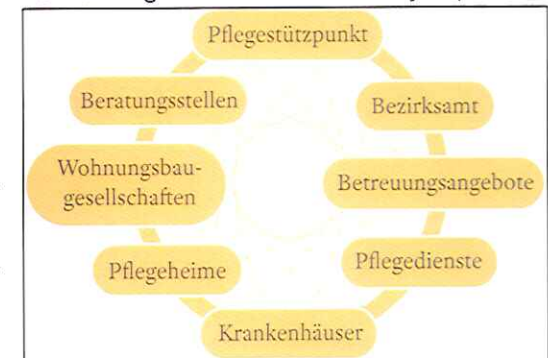 Pflegestützpunkt
Beratungsstellen
Bezirksamt
Wohnungsbau-
gesellschaften
Betreuungsangebote
Pflegeheime
Pflegedienste
Krankenhäuser